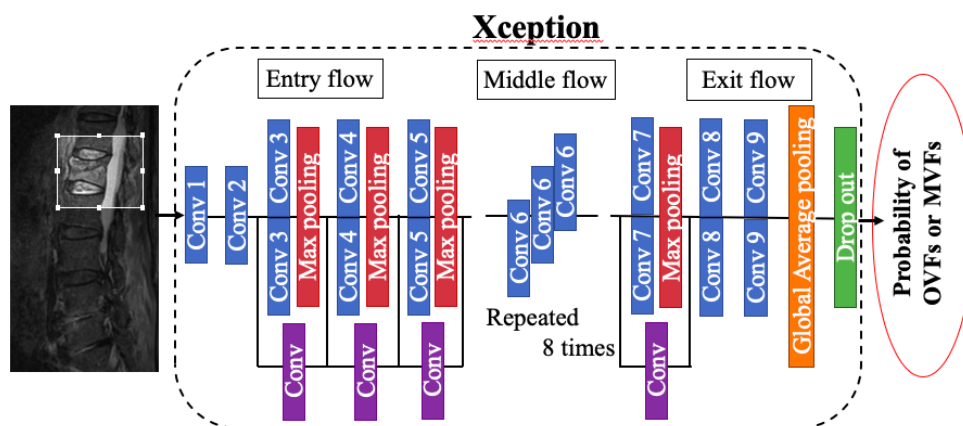 Xception
Entry flow
Middle flow
Exit flow
Conv 1
Conv 2
Conv 3 Conv 3
Max pooling
Conv 4 Conv 4
Max pooling
Conv 5 Conv 5
Max pooling
Conv
Conv
Conv
Conv 6
Conv 6
Conv 6
Repeated
8 times
Conv 7 Conv 7
Max pooling
Conv
Conv 8 Conv 8
Conv 9 Conv 9
Global Average pooling
Drop out
Probability of
OVFs or MVFs